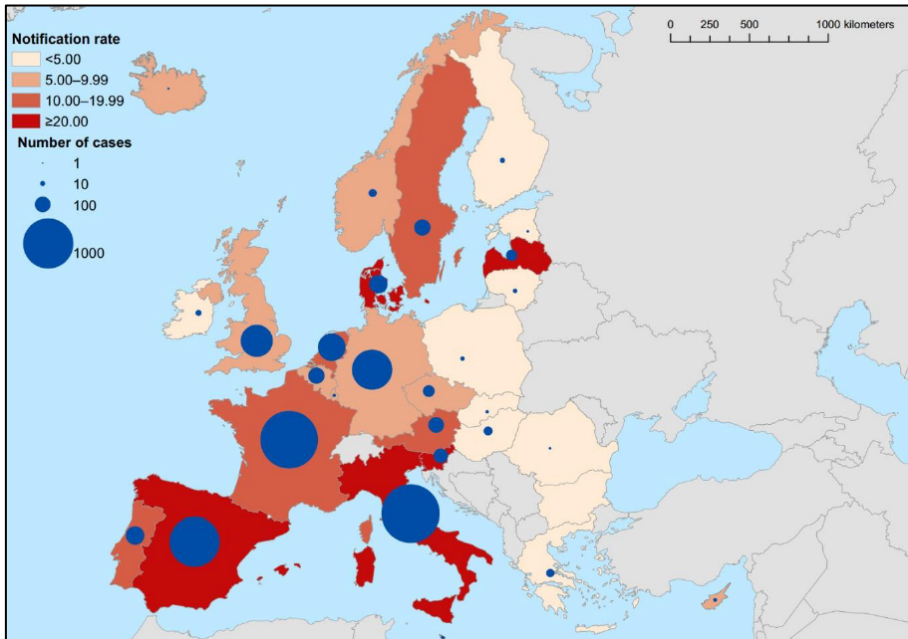 0 250 500 1000 kilometers
Notification rate
<5.00
5.00–9.99
10.00–19.99
≥20.00
Number of cases
1
10
100
1000